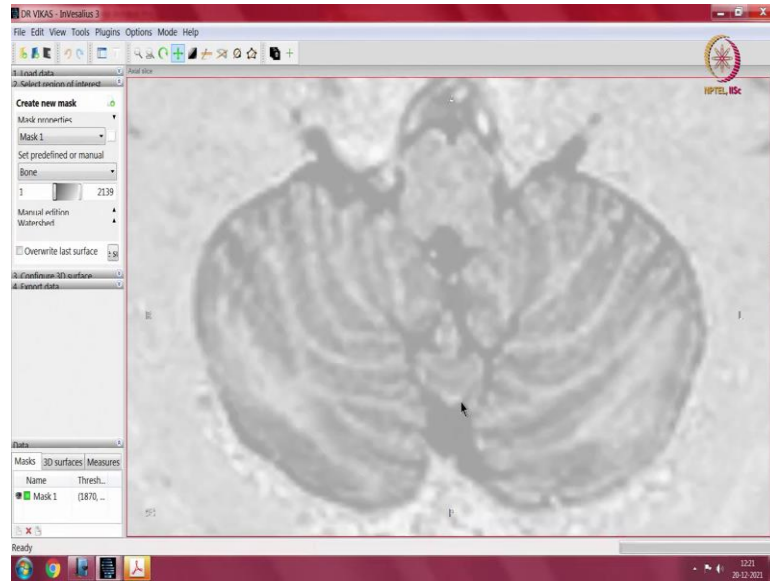 DR VIKAS - InVesalius 3
File Edit View Tools Plugins Options Mode Help
1. Load data
Axial slice
2. Select region of interest
NPTEL, IISc
Create new mask
Mask properties
Mask 1
Set predefined or manual
Bone
1 2139
Manual edition
Watershed
Overwrite last surface
3. Configure 3D surface
4. Export data
Data
Masks 3D surfaces Measures
Name Thresh...
Mask 1 (1870, ...
Ready
12:21
20-12-2021